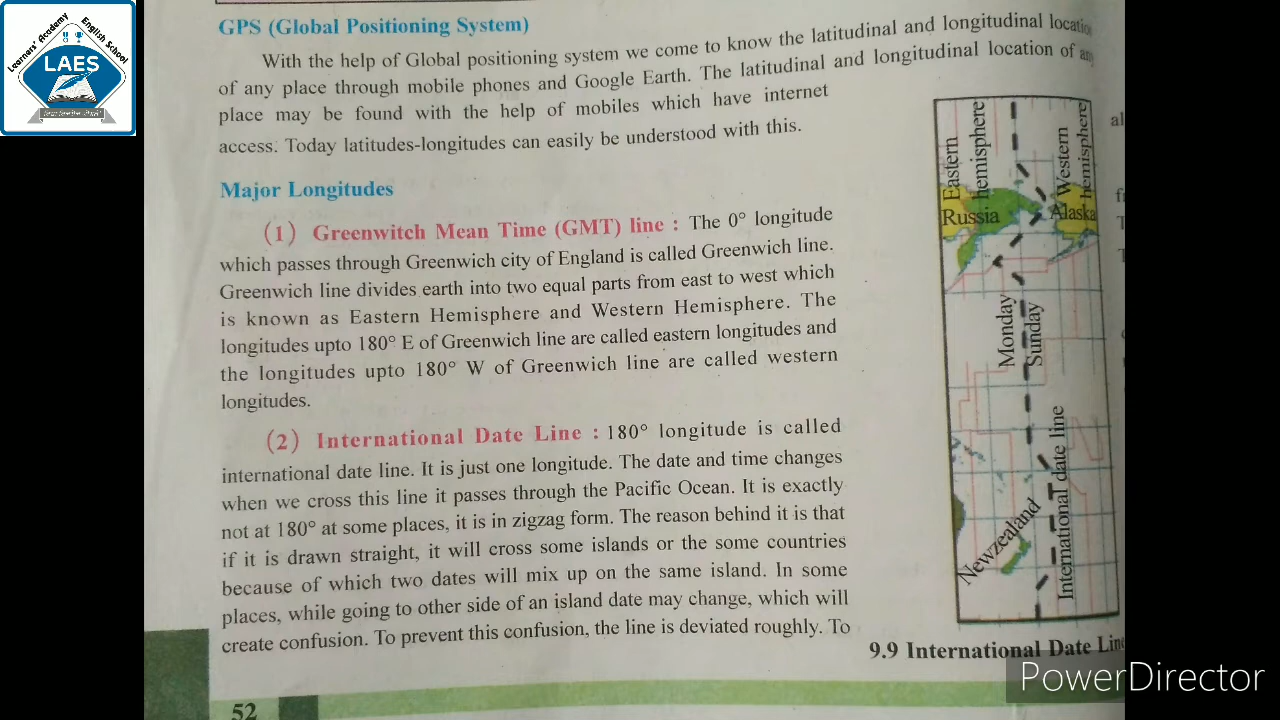 Learners' Academy
English School
LAES
GPS (Global Positioning System)
With the help of Global positioning system we come to know the latitudinal and longitudinal
of any place through mobile phones and Google Earth. The latitudinal and longitudinal location of
place may be found with the help of mobiles which have internet
access. Today latitudes-longitudes can easily be understood with this.
Major Longitudes
(1) Greenwitch Mean Time (GMT) line : The 0° longitude
which passes through Greenwich city of England is called Greenwich line.
Greenwich line divides earth into two equal parts from east to west which
is known as Eastern Hemisphere and Western Hemisphere. The
longitudes upto 180° E of Greenwich line are called eastern longitudes and
the longitudes upto 180° W of Greenwich line are called western
longitudes.
(2) International Date Line : 180° longitude is called
international date line. It is just one longitude. The date and time changes
when we cross this line it passes through the Pacific Ocean. It is exactly
not at 180° at some places, it is in zigzag form. The reason behind it is that
if it is drawn straight, it will cross some islands or the some countries
because of which two dates will mix up on the same island. In some
places, while going to other side of an island date may change, which will
create confusion. To prevent this confusion, the line is deviated roughly. To
52
Eastern
hemisphere
Western
hemisphere
Russia
Alaska
Monday
Sunday
International date line
Newzealand
9.9 International Date
PowerDirector